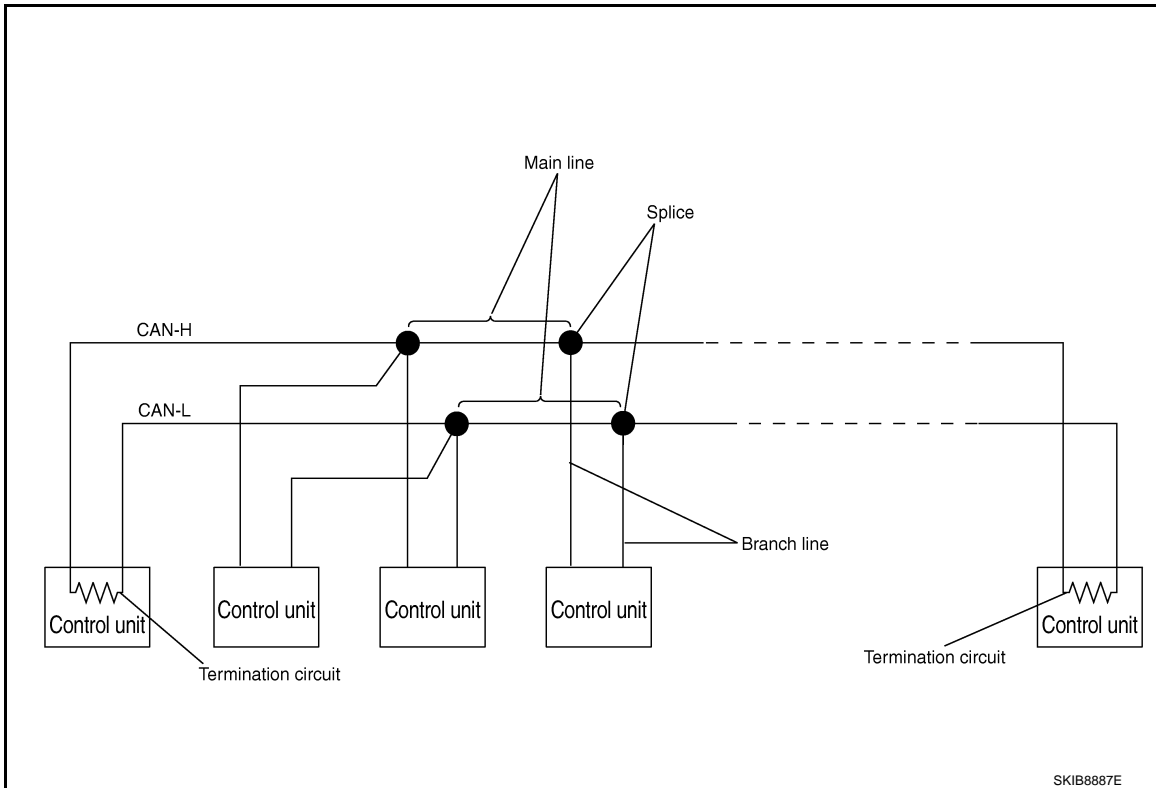 Main line
Splice
CAN-H
CAN-L
Branch line
Control unit
Control unit
Control unit
Control unit
Control unit
Termination circuit
Termination circuit
SKIB8887E